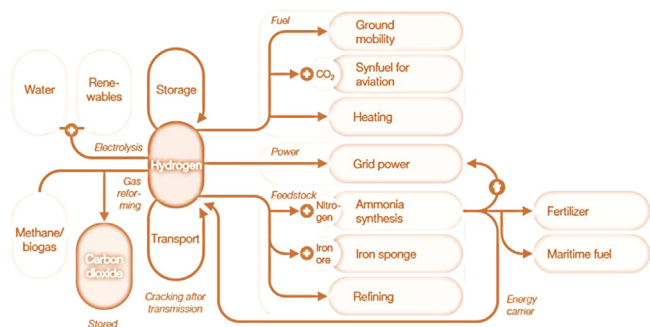 Fuel
Ground
mobility
Water
Rene-
wables
Storage
CO₂
Synfuel for
aviation
Heating
Electrolysis
Hydrogen
Power
Grid power
Gas
refor-
ming
Feedstock
Nitro-
gen
Ammonia
synthesis
Fertilizer
Methane/
biogas
Carbon
dioxide
Transport
Iron
ore
Iron sponge
Maritime fuel
Refining
Stored
Cracking after
transmission
Energy
carrier